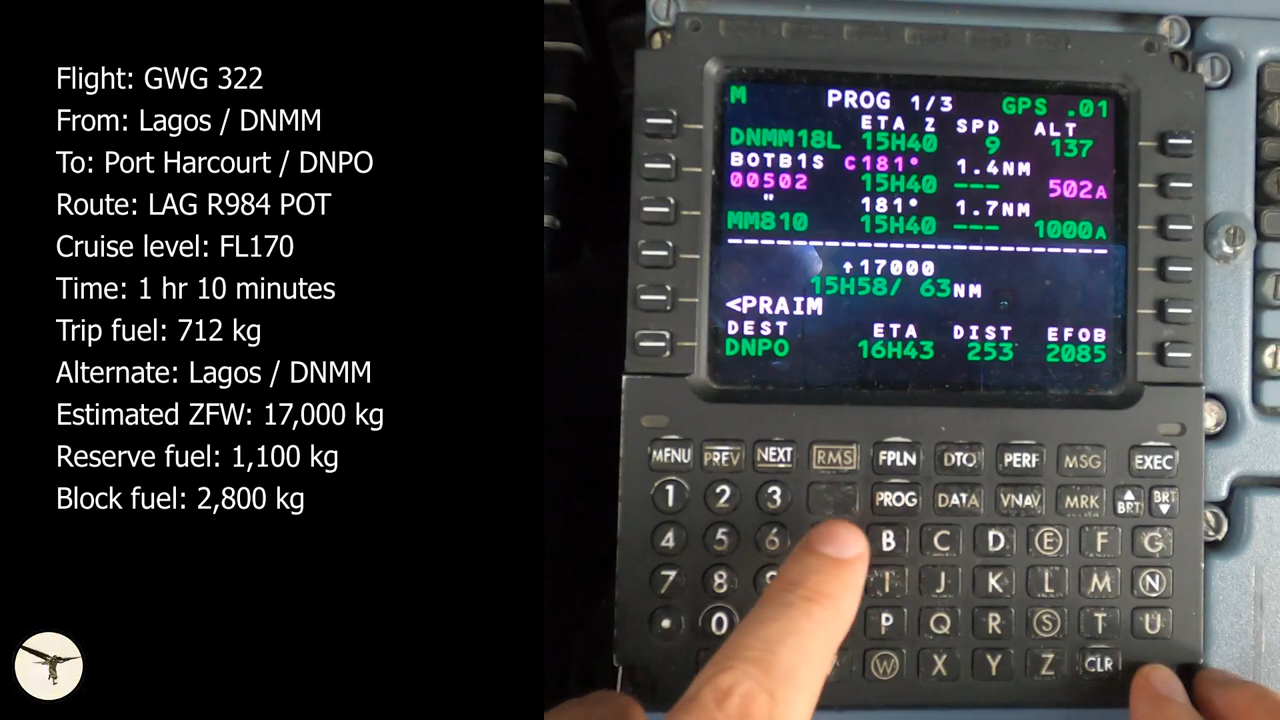 Flight: GWG 322
From: Lagos / DNMM
To: Port Harcourt / DNPO
Route: LAG R984 POT
Cruise level: FL170
Time: 1 hr 10 minutes
Trip fuel: 712 kg
Alternate: Lagos / DNMM
Estimated ZFW: 17,000 kg
Reserve fuel: 1,100 kg
Block fuel: 2,800 kg
M PROG 1/3 GPS .01
ETA Z SPD ALT
DNMM18L 15H40 9 137
BOTB1S C181° 1.4NM
00502 15H40 --- 502A
" 181° 1.7NM
MM810 15H40 --- 1000A
------------------------
↑17000
15H58/ 63NM
<PRAIM
DEST ETA DIST EFOB
DNPO 16H43 253 2085
MENU PREV NEXT RMS FPLN DTO PERF MSG EXEC
1 2 3 PROG DATA VNAV MRK ▲ BRT BRT ▼
4 5 6 B C D E F G
7 8 I J K L M N
. 0 P Q R S T U
W X Y Z CLR